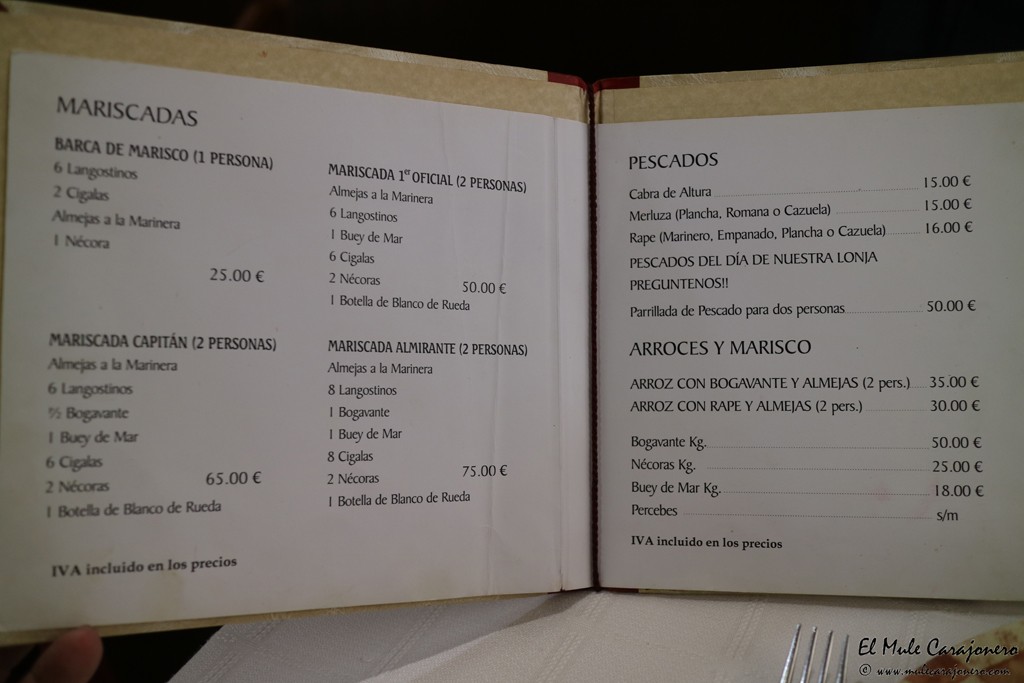 MARISCADAS
BARCA DE MARISCO (1 PERSONA)
6 Langostinos
2 Cigalas
Almejas a la Marinera
1 Nécora
25.00 €
MARISCADA CAPITÁN (2 PERSONAS)
Almejas a la Marinera
6 Langostinos
½ Bogavante
1 Buey de Mar
6 Cigalas
2 Nécoras
65.00 €
1 Botella de Blanco de Rueda
IVA incluido en los precios
MARISCADA 1er OFICIAL (2 PERSONAS)
Almejas a la Marinera
6 Langostinos
1 Buey de Mar
6 Cigalas
2 Nécoras
50.00 €
1 Botella de Blanco de Rueda
MARISCADA ALMIRANTE (2 PERSONAS)
Almejas a la Marinera
8 Langostinos
1 Bogavante
1 Buey de Mar
8 Cigalas
2 Nécoras
75.00 €
1 Botella de Blanco de Rueda
PESCADOS
Cabra de Altura 15.00 €
Merluza (Plancha, Romana o Cazuela) 15.00 €
Rape (Marinero, Empanado, Plancha o Cazuela) 16.00 €
PESCADOS DEL DÍA DE NUESTRA LONJA
PREGUNTENOS!!
Parrillada de Pescado para dos personas 50.00 €
ARROCES Y MARISCO
ARROZ CON BOGAVANTE Y ALMEJAS (2 pers.) 35.00 €
ARROZ CON RAPE Y ALMEJAS (2 pers.) 30.00 €
Bogavante Kg. 50.00 €
Nécoras Kg. 25.00 €
Buey de Mar Kg. 18.00 €
Percebes s/m
IVA incluido en los precios
El Mule Carajonero
© www.mulecarajonero.com